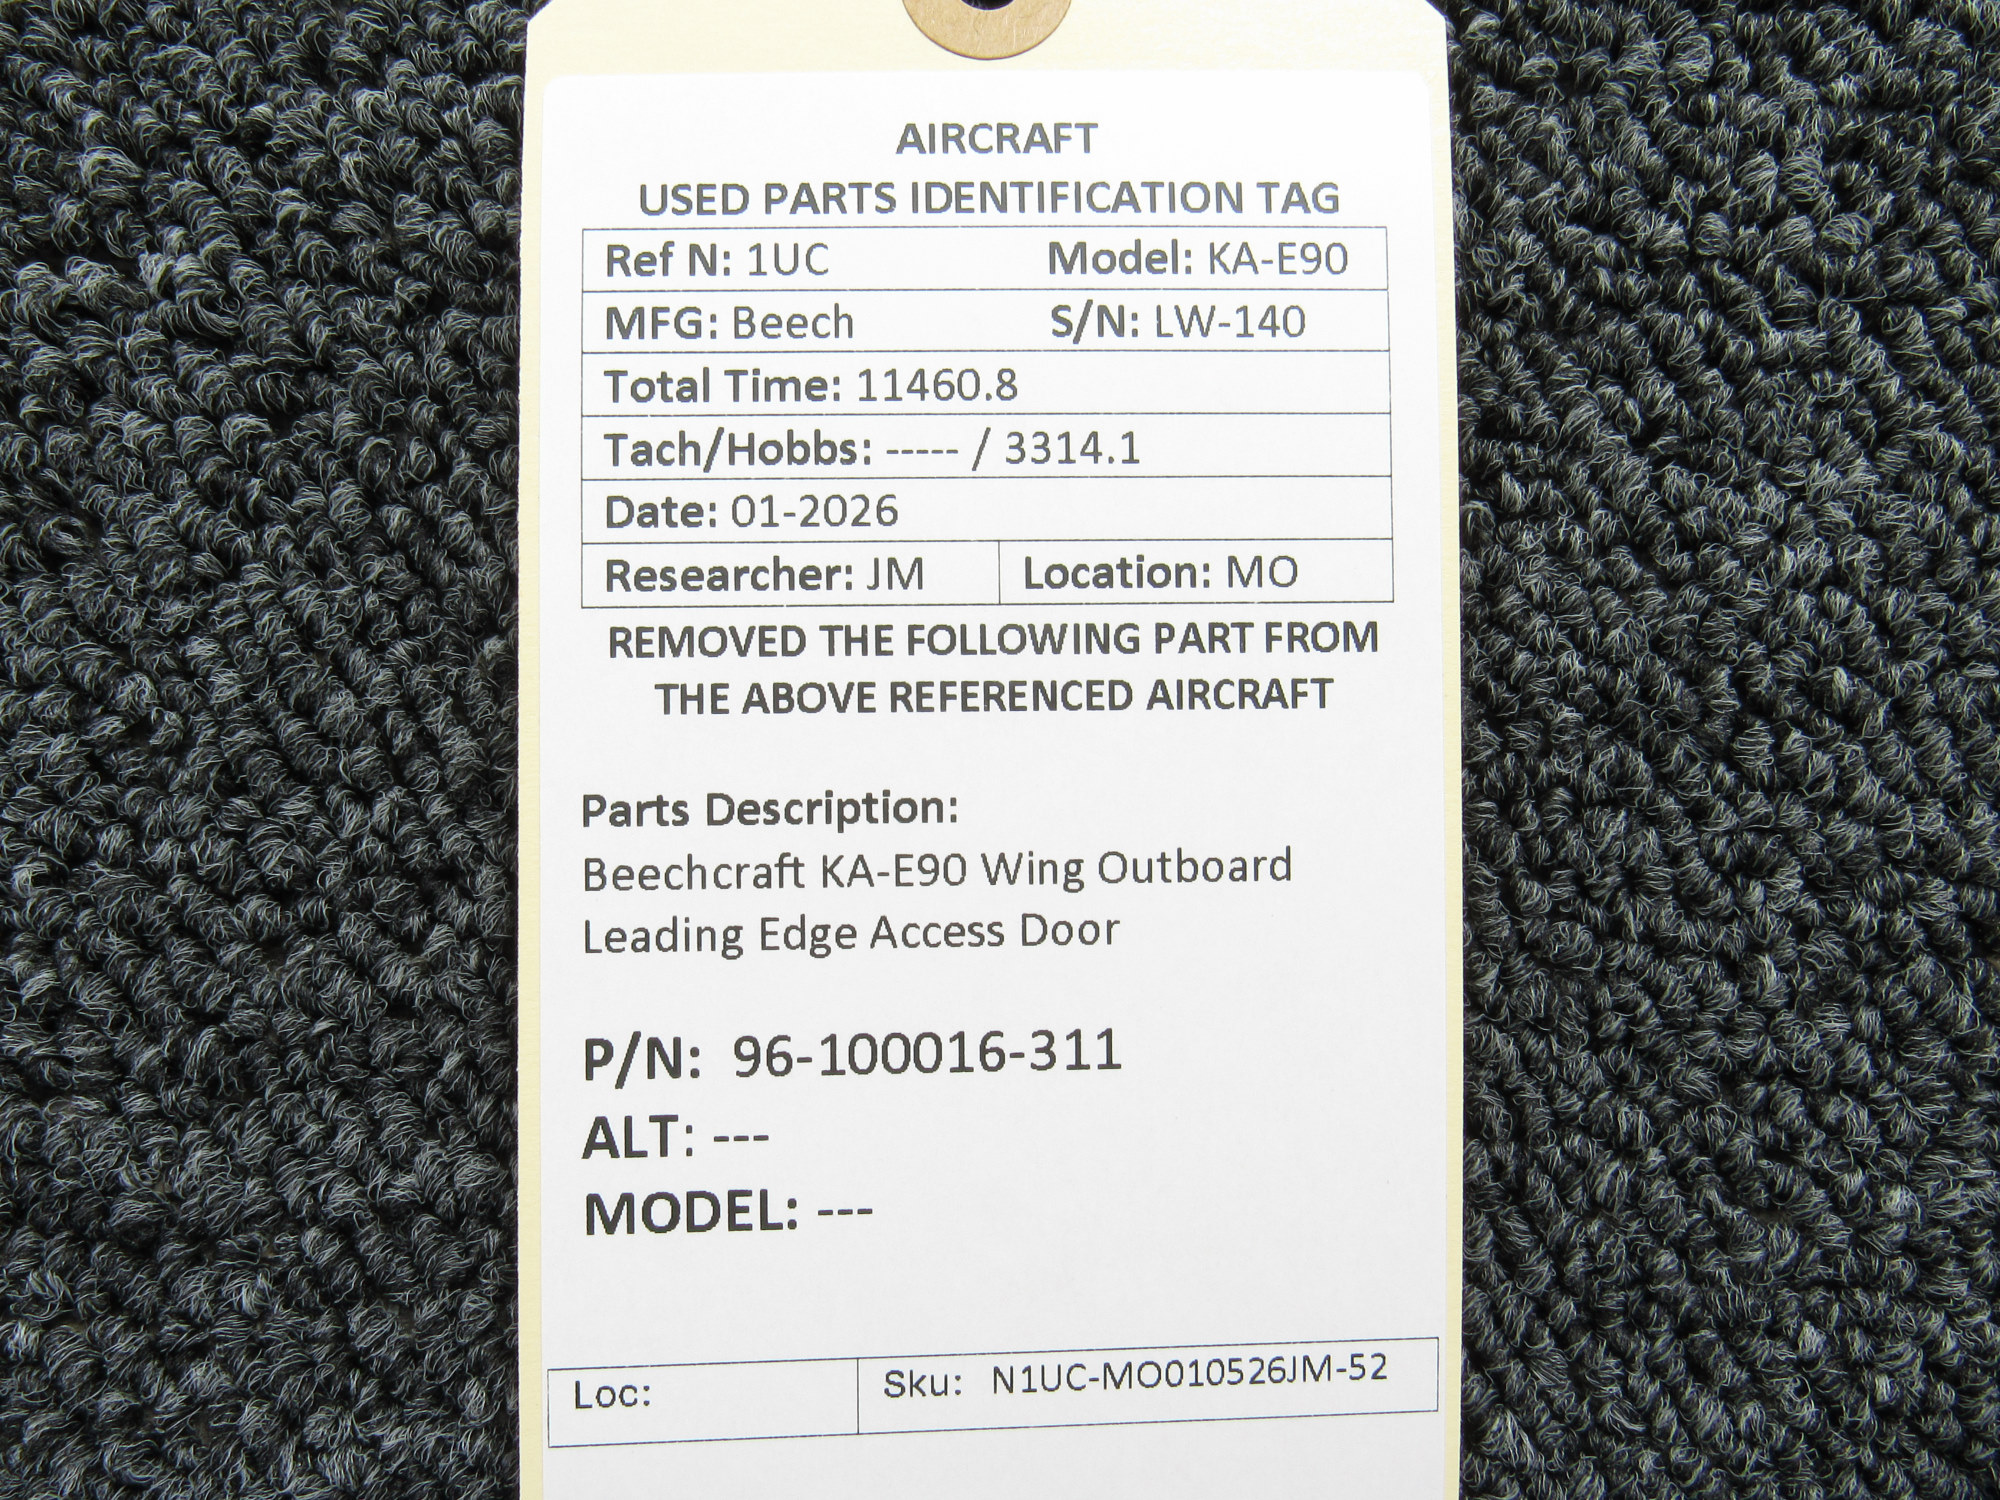 AIRCRAFT
USED PARTS IDENTIFICATION TAG
Ref N: 1UC Model: KA-E90
MFG: Beech S/N: LW-140
Total Time: 11460.8
Tach/Hobbs: ----- / 3314.1
Date: 01-2026
Researcher: JM Location: MO
REMOVED THE FOLLOWING PART FROM
THE ABOVE REFERENCED AIRCRAFT
Parts Description:
Beechcraft KA-E90 Wing Outboard
Leading Edge Access Door
P/N: 96-100016-311
ALT: ---
MODEL: ---
Loc: Sku: N1UC-MO010526JM-52